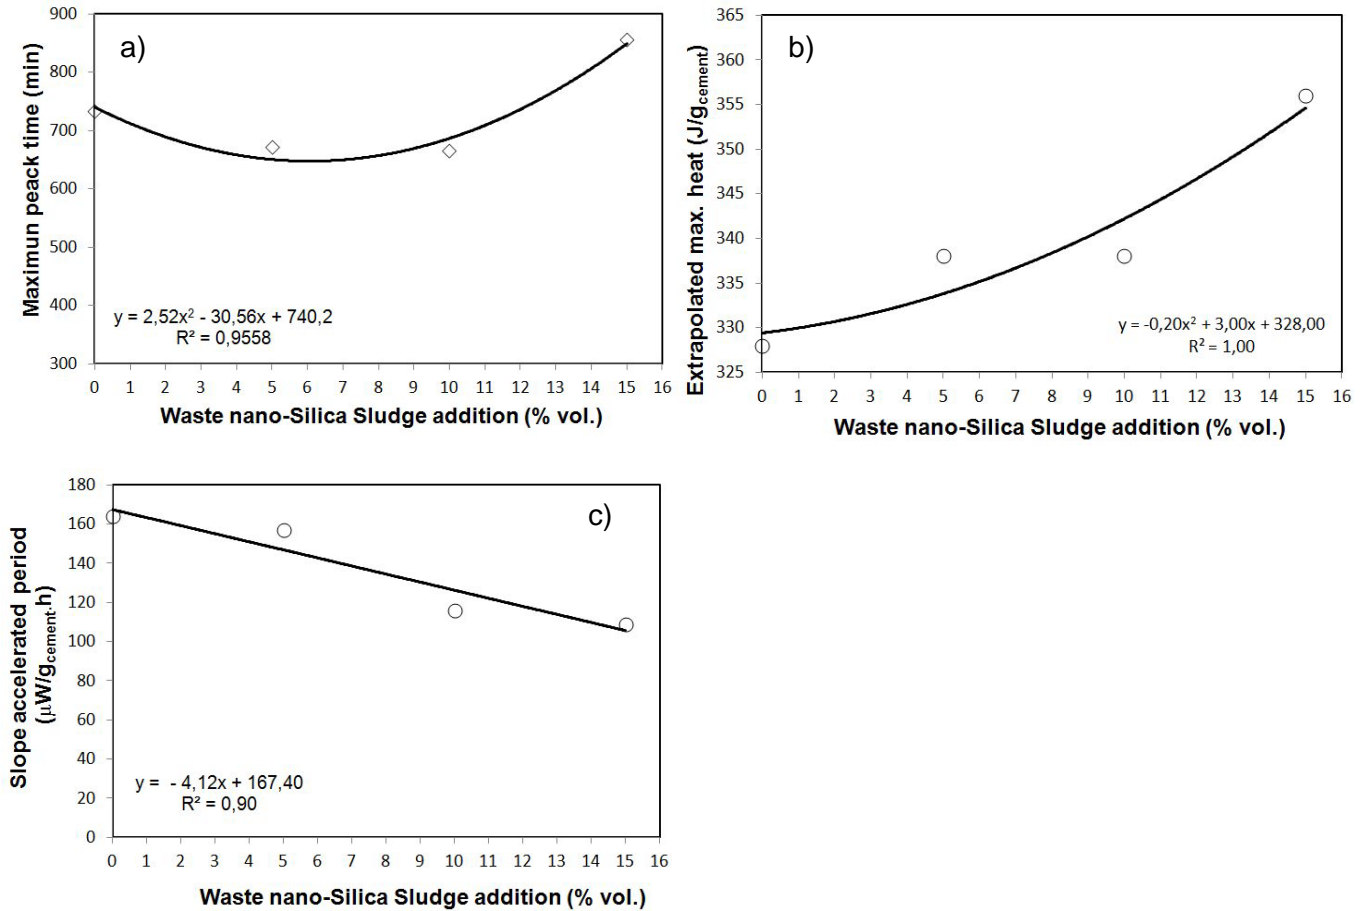 a)
Maximun peack time (min)
900
800
700
600
500
400
300
y = 2,52x² - 30,56x + 740,2
R² = 0,9558
0 1 2 3 4 5 6 7 8 9 10 11 12 13 14 15 16
Waste nano-Silica Sludge addition (% vol.)
b)
Extrapolated max. heat (J/gcement)
365
360
355
350
345
340
335
330
325
y = -0,20x² + 3,00x + 328,00
R² = 1,00
0 1 2 3 4 5 6 7 8 9 10 11 12 13 14 15 16
Waste nano-Silica Sludge addition (% vol.)
c)
Slope accelerated period
(μW/gcement·h)
180
160
140
120
100
80
60
40
20
0
y = - 4,12x + 167,40
R² = 0,90
0 1 2 3 4 5 6 7 8 9 10 11 12 13 14 15 16
Waste nano-Silica Sludge addition (% vol.)